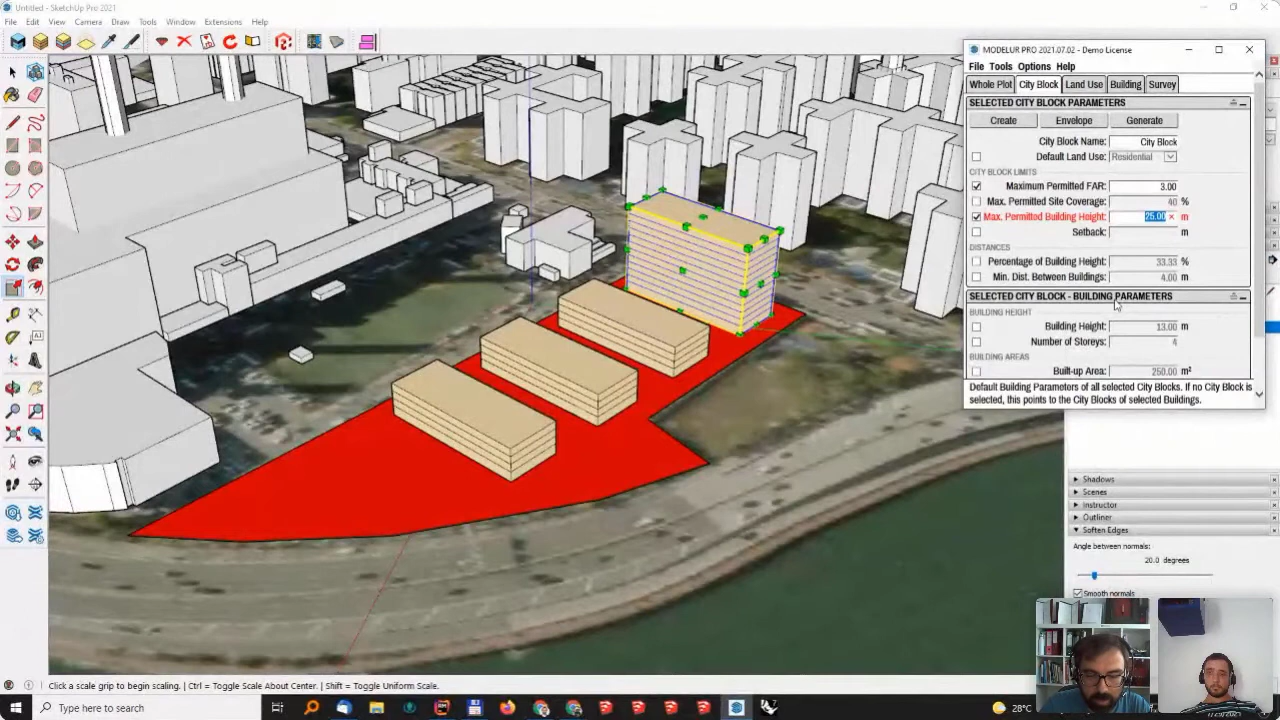 Untitled - SketchUp Pro 2021
File Edit View Camera Draw Tools Window Extensions Help
MODELUR PRO 2021.07.02 - Demo License
File Tools Options Help
Whole Plot City Block Land Use Building Survey
SELECTED CITY BLOCK PARAMETERS
Create Envelope Generate
City Block Name: City Block
Default Land Use: Residential
CITY BLOCK LIMITS
Maximum Permitted FAR: 3.00
Max. Permitted Site Coverage: 40 %
Max. Permitted Building Height: 25.00 × m
Setback: m
DISTANCES
Percentage of Building Height: 33.33 %
Min. Dist. Between Buildings: 4.00 m
SELECTED CITY BLOCK - BUILDING PARAMETERS
BUILDING HEIGHT
Building Height: 13.00 m
Number of Storeys: 4
BUILDING AREAS
Built-up Area: 250.00 m²
Default Building Parameters of all selected City Blocks. If no City Block is
selected, this points to the City Blocks of selected Buildings.
Shadows
Scenes
Instructor
Outliner
Soften Edges
Angle between normals:
20.0 degrees
Smooth normals
Click a scale grip to begin scaling. | Ctrl = Toggle Scale About Center. | Shift = Toggle Uniform Scale.
Type here to search
28°C